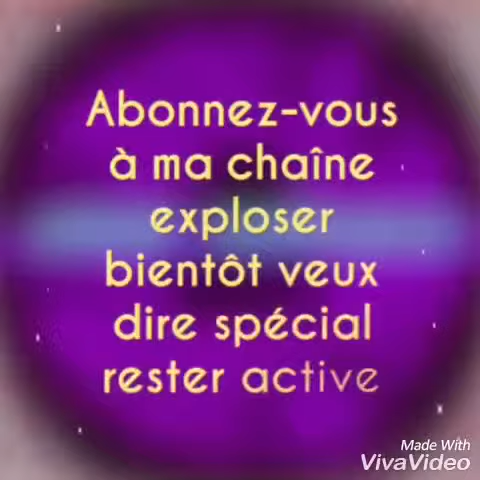 Abonnez-vous
à ma chaîne
exploser
bientôt veux
dire spécial
rester active
Made With
VivaVideo